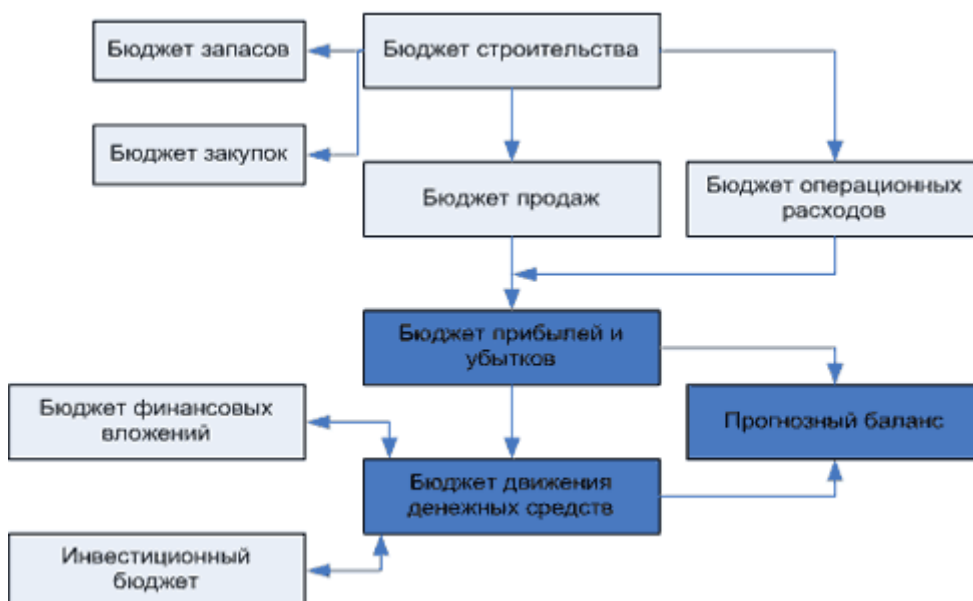 Бюджет запасов
Бюджет строительства
Бюджет закупок
Бюджет продаж
Бюджет операционных
расходов
Бюджет прибылей и
убытков
Бюджет финансовых
вложений
Прогнозный баланс
Бюджет движения
денежных средств
Инвестиционный
бюджет